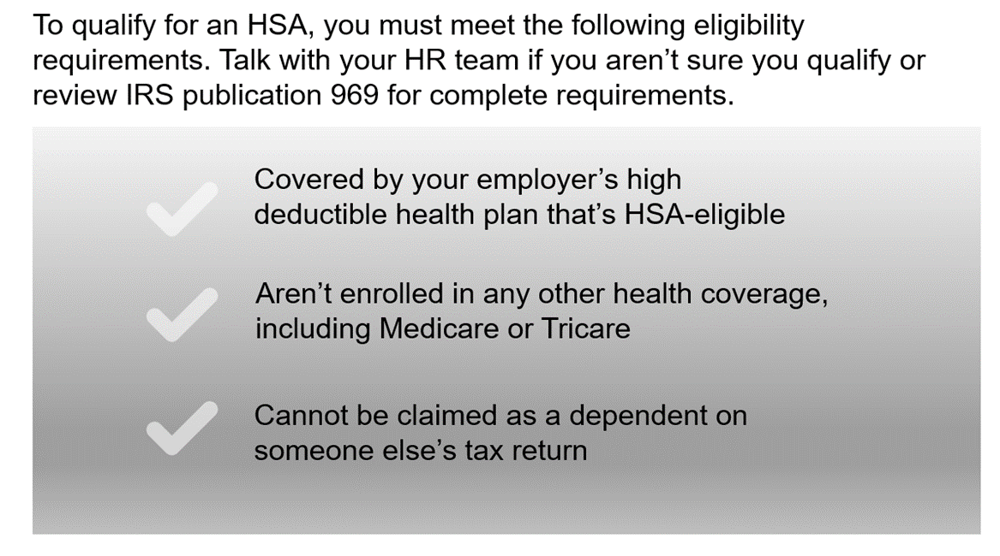 To qualify for an HSA, you must meet the following eligibility
requirements. Talk with your HR team if you aren’t sure you qualify or
review IRS publication 969 for complete requirements.
Covered by your employer’s high
deductible health plan that’s HSA-eligible
Aren’t enrolled in any other health coverage,
including Medicare or Tricare
Cannot be claimed as a dependent on
someone else’s tax return